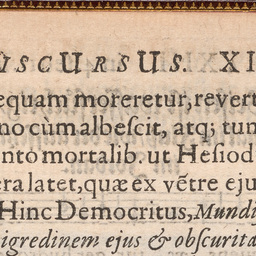 ISCURSUS. XI
equam moreretur, revert
no cùm albeſcit, atq; tun
nto mortalib. ut Heſiod
era latet, quæ ex vẽtre eju
Hinc Democritus, Mundi
igredinem ejus & obſcurita